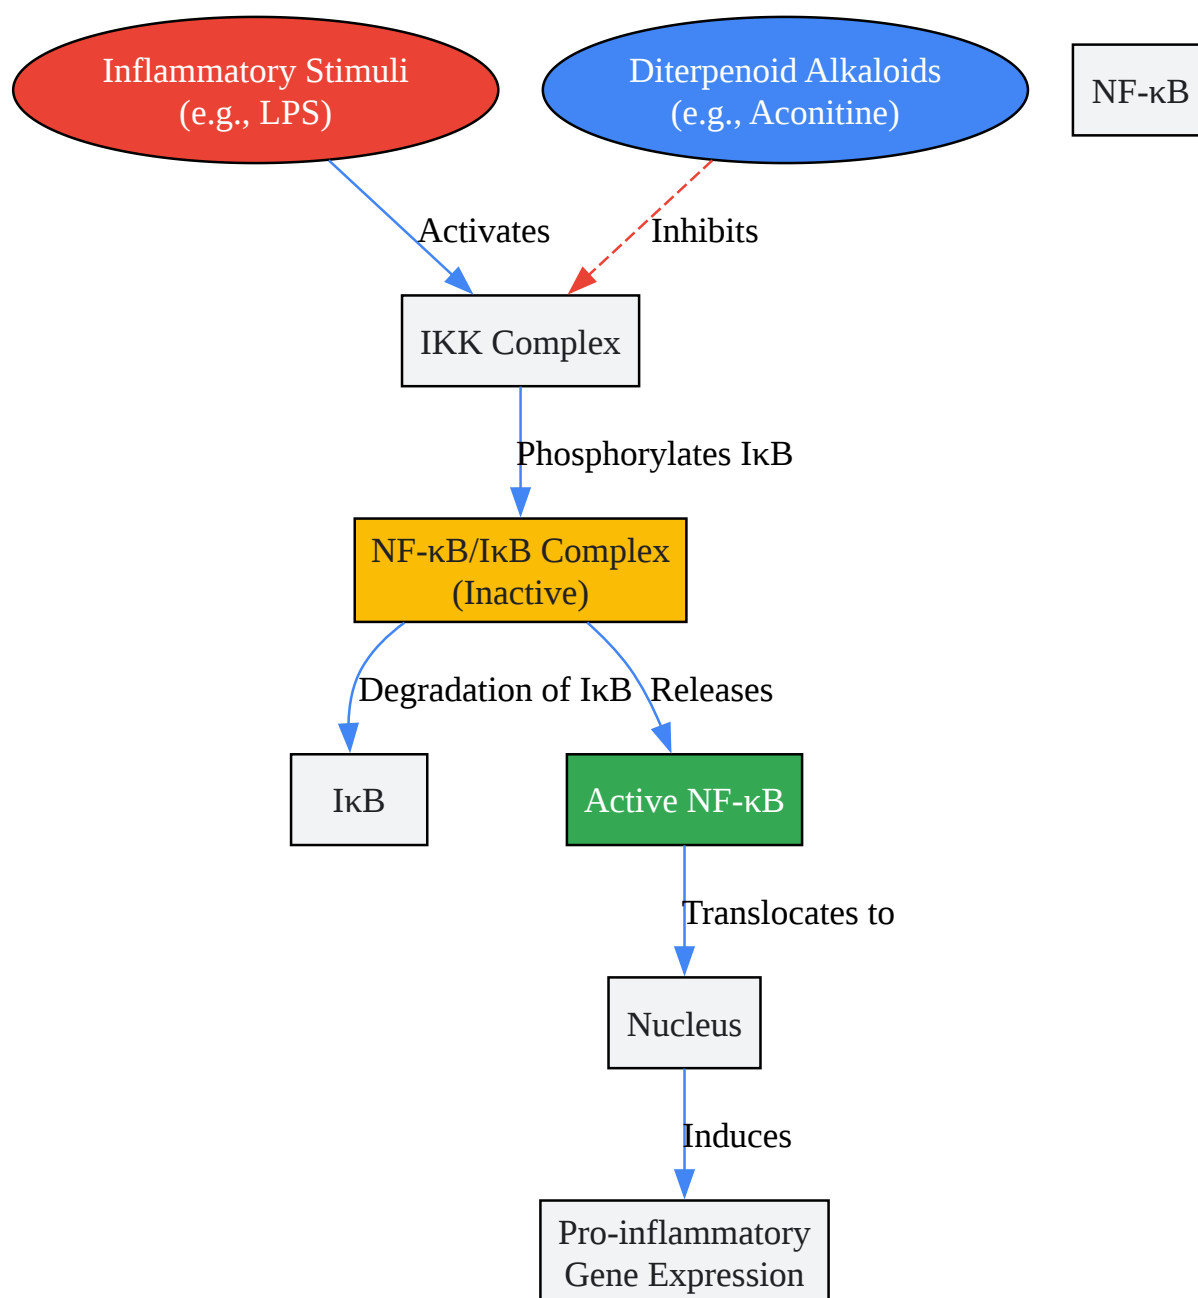 Inflammatory Stimuli
(e.g., LPS)
Diterpenoid Alkaloids
(e.g., Aconitine)
NF-κB
Activates
Inhibits
IKK Complex
Phosphorylates IκB
NF-κB/IκB Complex
(Inactive)
Degradation of IκB
Releases
IκB
Active NF-κB
Translocates to
Nucleus
Induces
Pro-inflammatory
Gene Expression